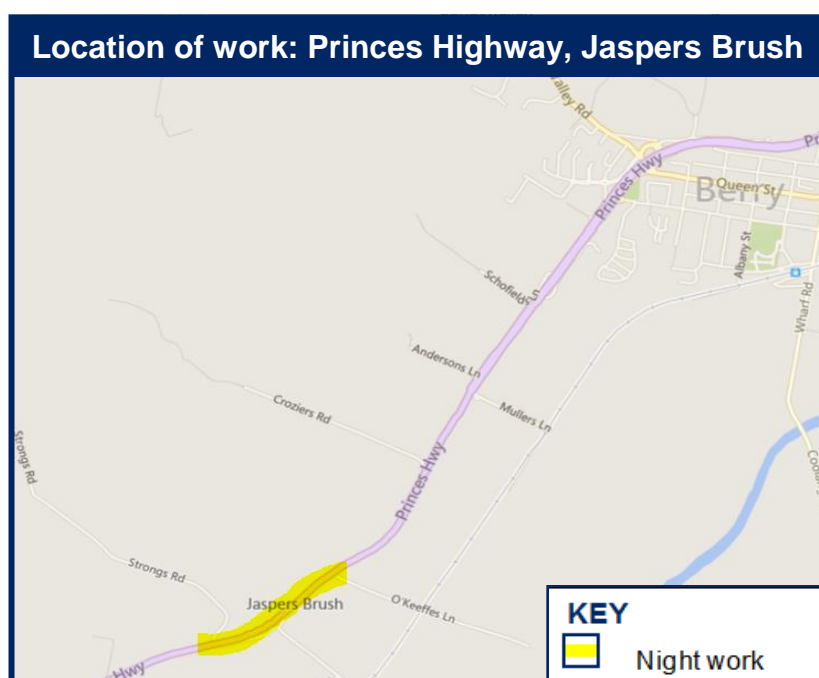 Location of work: Princes Highway, Jaspers Brush
Valley Rd
Princes Hwy
Queen St
Berry
Albany St
Wharf Rd
Schofields
Andersons Ln
Mullers Ln
Croziers Rd
Princes Hwy
Strongs Rd
Strongs Rd
Jaspers Brush
O'Keeffes Ln
Hwy
KEY
Night work